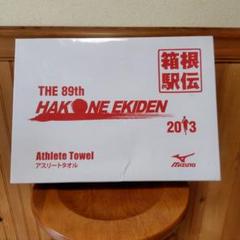 THE 89th
箱根
駅伝
HAKONE EKIDEN
2013
Athlete Towel
アスリートタオル
MIZUNO